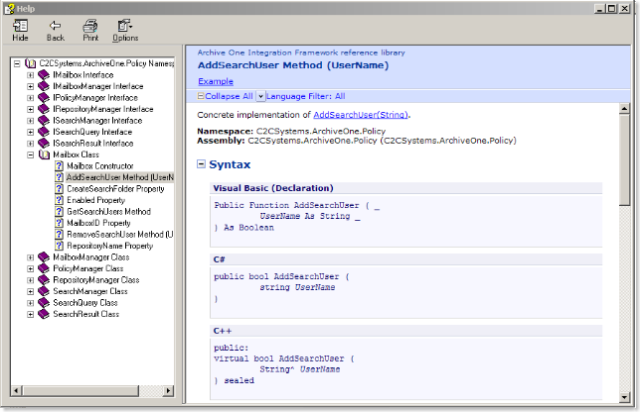 Help
Hide Back Print Options
C2CSystems.ArchiveOne.Policy Namesp
IMailbox Interface
IMailboxManager Interface
IPolicyManager Interface
IRepositoryManager Interface
ISearchManager Interface
ISearchQuery Interface
ISearchResult Interface
Mailbox Class
Mailbox Constructor
AddSearchUser Method (UserN
CreateSearchFolder Property
Enabled Property
GetSearchUsers Method
MailboxID Property
RemoveSearchUser Method (U
RepositoryName Property
MailboxManager Class
PolicyManager Class
RepositoryManager Class
SearchManager Class
SearchQuery Class
SearchResult Class
Archive One Integration Framework reference library
AddSearchUser Method (UserName)
Example
Collapse All Language Filter: All
Concrete implementation of AddSearchUser(String).
Namespace: C2CSystems.ArchiveOne.Policy
Assembly: C2CSystems.ArchiveOne.Policy (C2CSystems.ArchiveOne.Policy)
Syntax
Visual Basic (Declaration)
Public Function AddSearchUser ( _
UserName As String _
) As Boolean
C#
public bool AddSearchUser (
string UserName
)
C++
public:
virtual bool AddSearchUser (
String^ UserName
) sealed